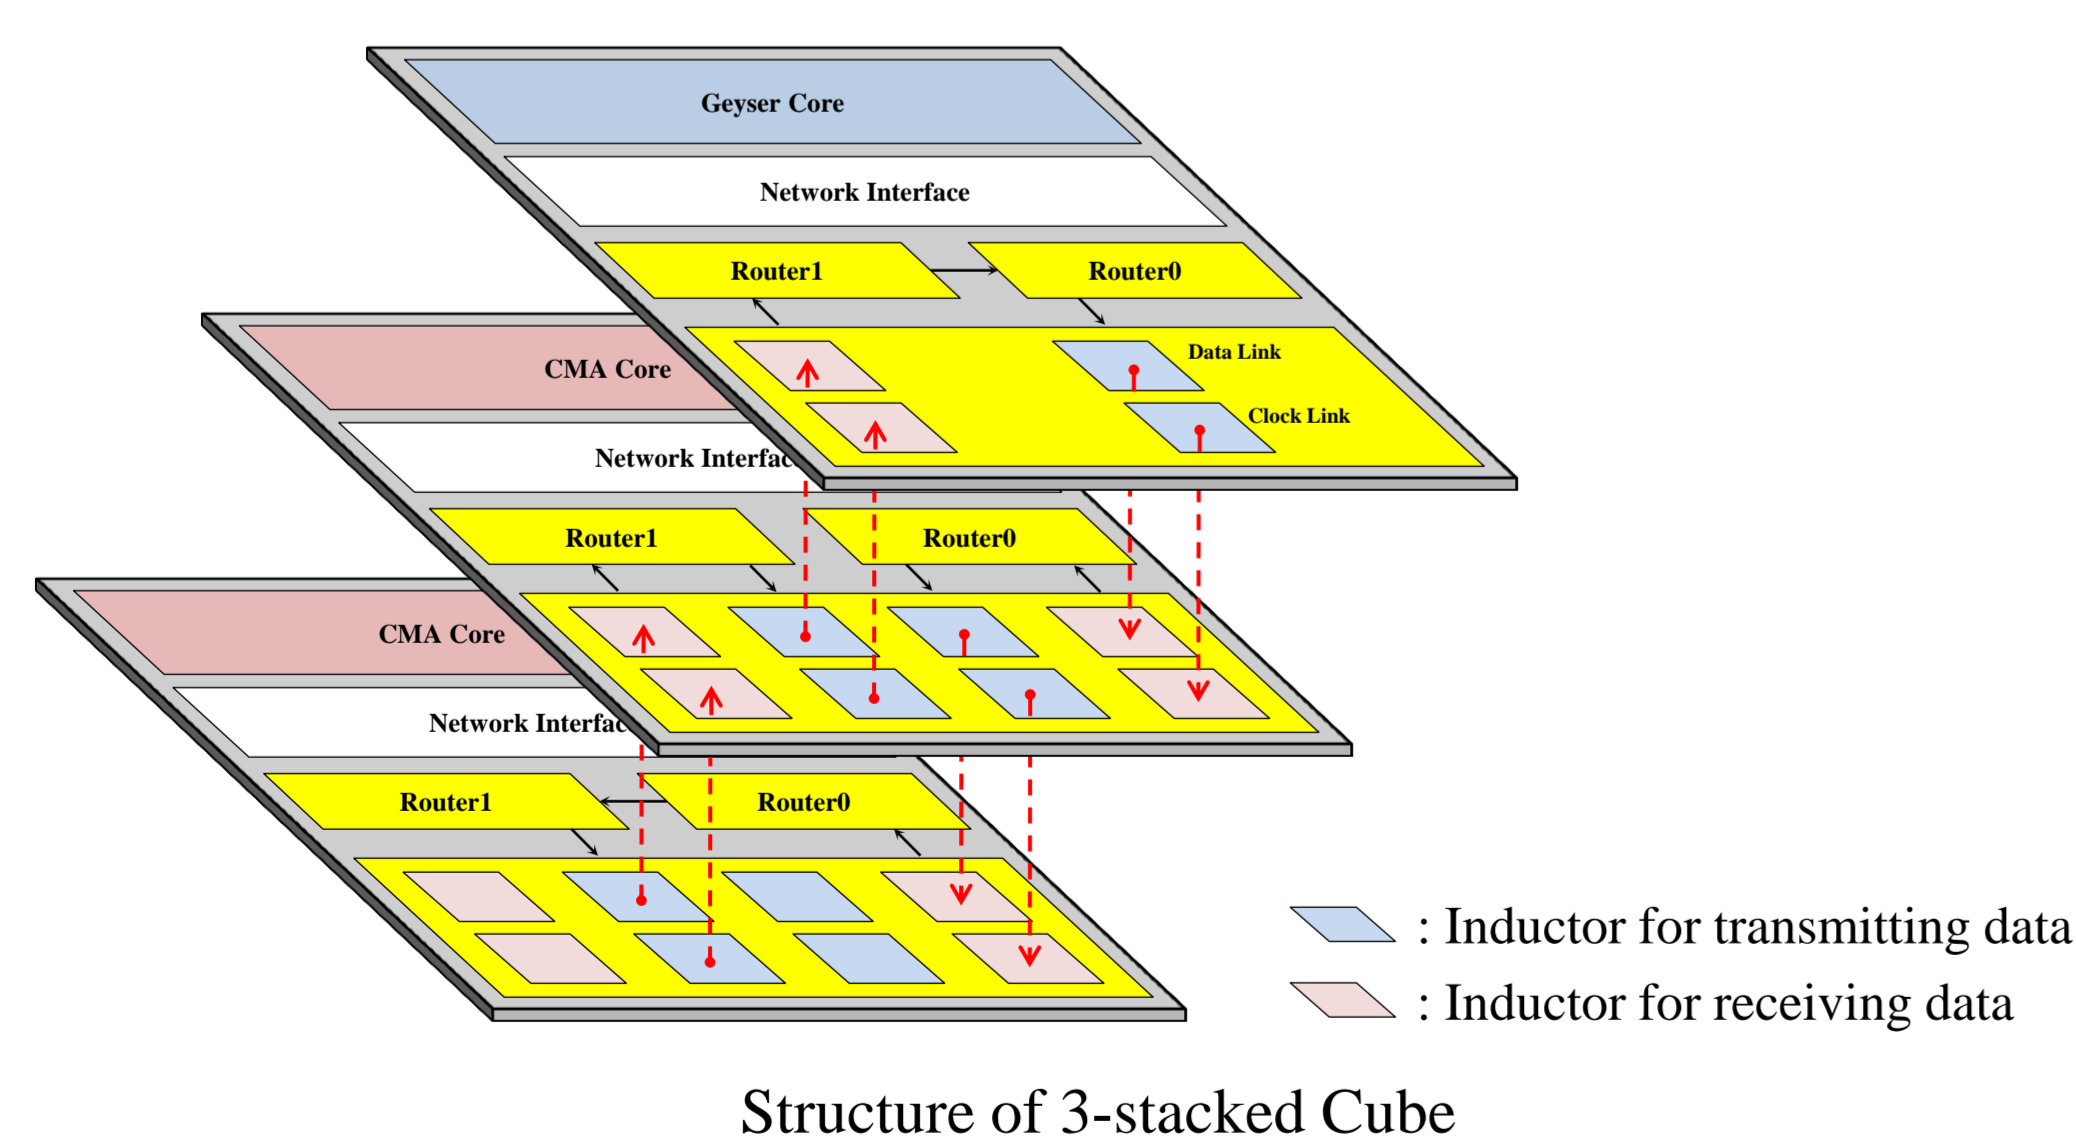 Geyser Core
Network Interface
Router1
Router0
Data Link
Clock Link
CMA Core
Network Interfac
Router1
Router0
CMA Core
Network Interfac
Router1
Router0
: Inductor for transmitting data
: Inductor for receiving data
Structure of 3-stacked Cube